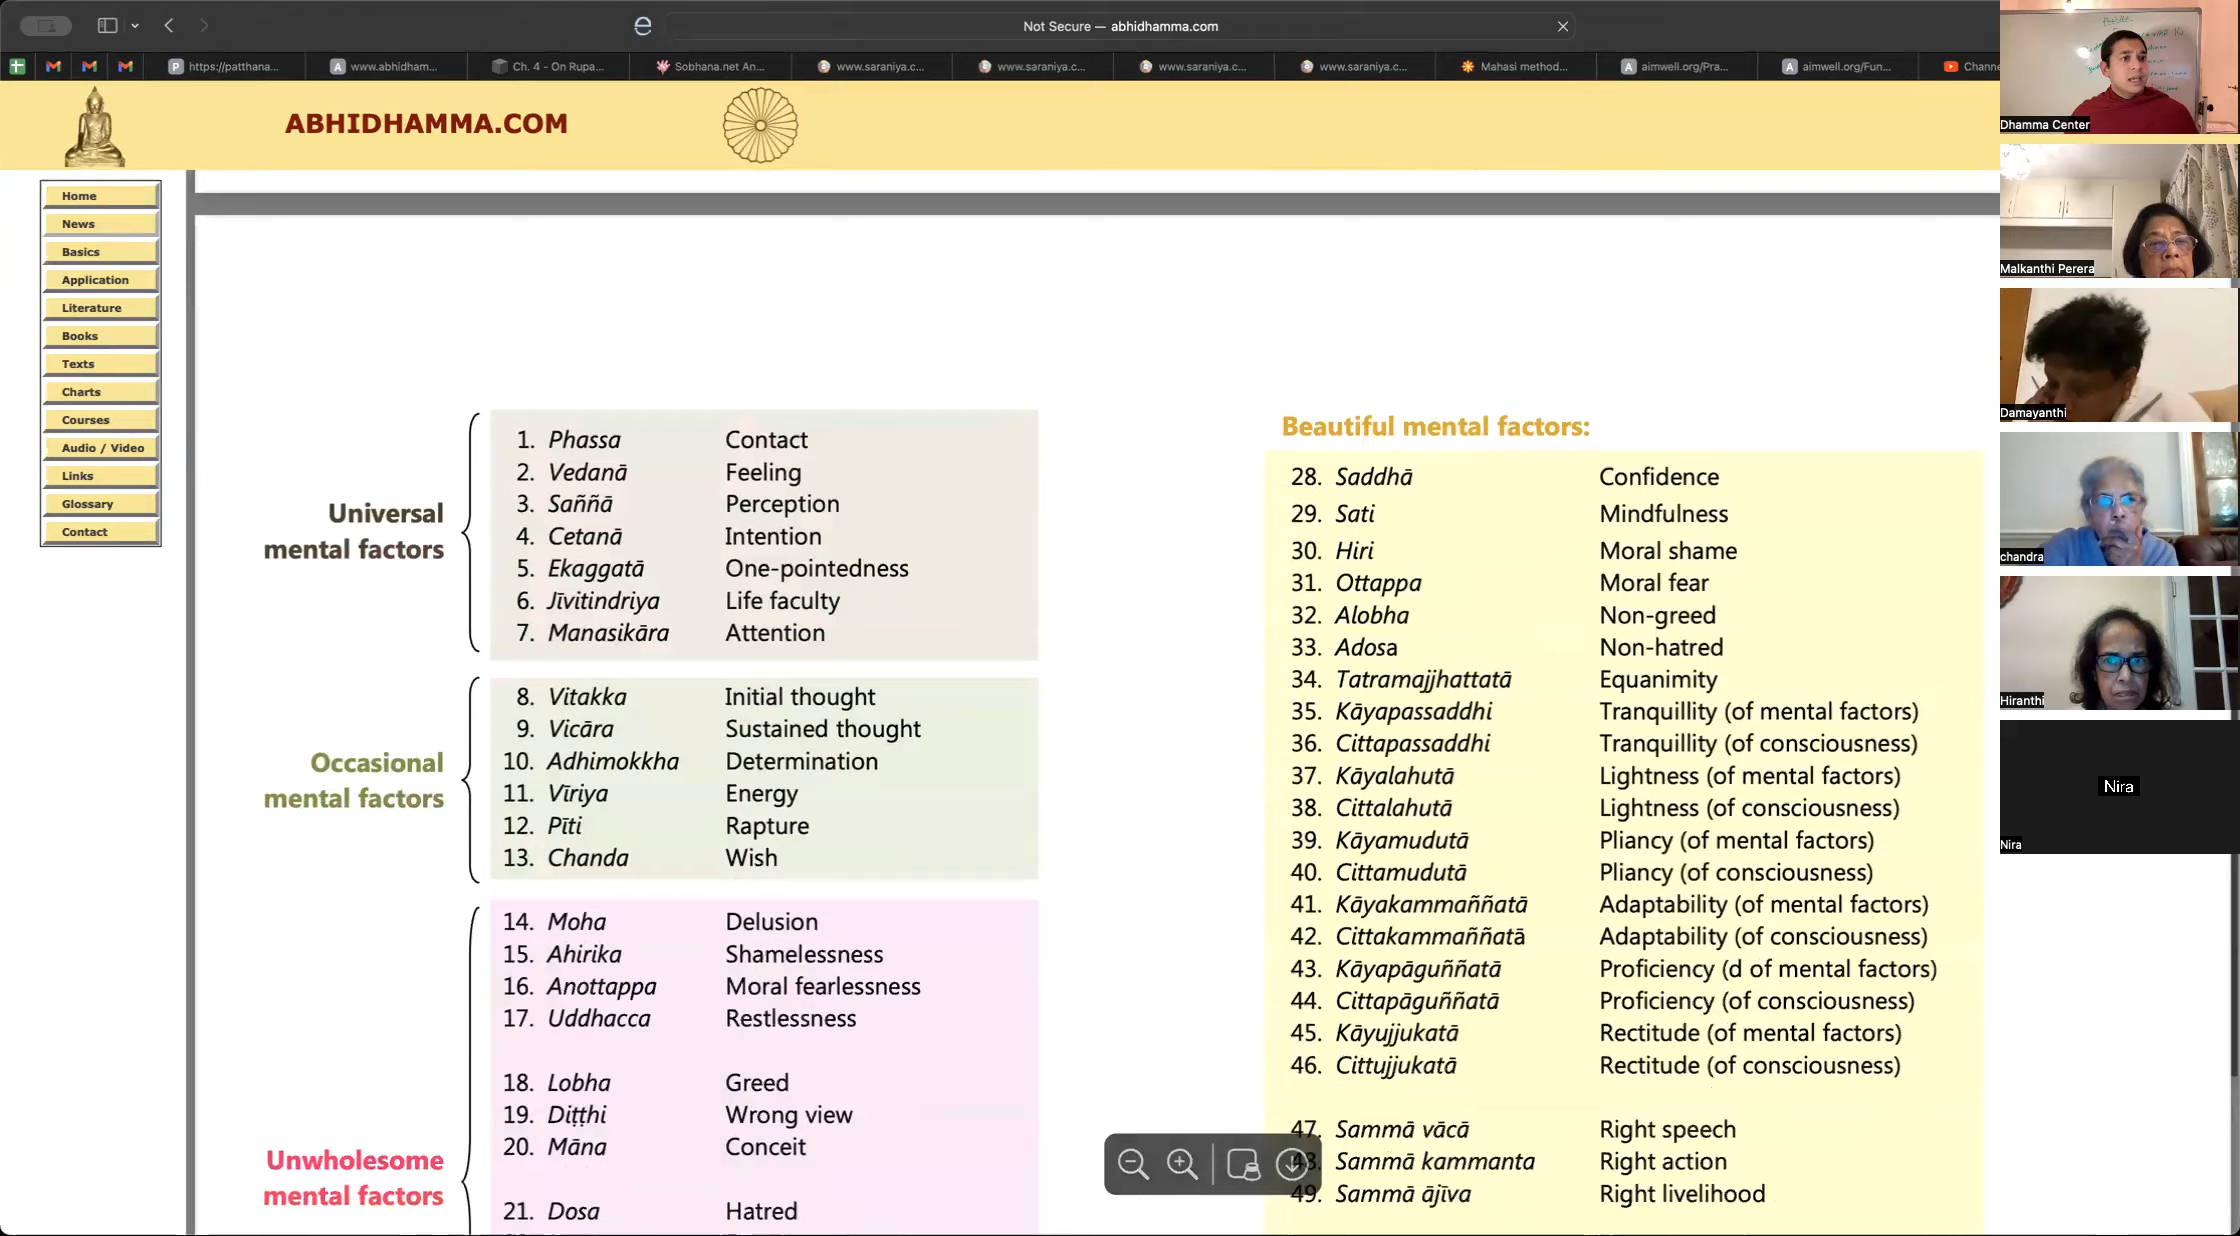 Not Secure — abhidhamma.com
https://patthana...
www.abhidham...
Ch. 4 - On Rupa...
Sobhana.net An...
www.saraniya.c...
www.saraniya.c...
www.saraniya.c...
www.saraniya.c...
Mahasi method...
aimwell.org/Pra...
aimwell.org/Fun...
Channe
ABHIDHAMMA.COM
Home
News
Basics
Application
Literature
Books
Texts
Charts
Courses
Audio / Video
Links
Glossary
Contact
Universal
mental factors
1. Phassa Contact
2. Vedanā Feeling
3. Saññā Perception
4. Cetanā Intention
5. Ekaggatā One-pointedness
6. Jīvitindriya Life faculty
7. Manasikāra Attention
Occasional
mental factors
8. Vitakka Initial thought
9. Vicāra Sustained thought
10. Adhimokkha Determination
11. Vīriya Energy
12. Pīti Rapture
13. Chanda Wish
Unwholesome
mental factors
14. Moha Delusion
15. Ahirika Shamelessness
16. Anottappa Moral fearlessness
17. Uddhacca Restlessness
18. Lobha Greed
19. Diṭṭhi Wrong view
20. Māna Conceit
21. Dosa Hatred
Beautiful mental factors:
28. Saddhā Confidence
29. Sati Mindfulness
30. Hiri Moral shame
31. Ottappa Moral fear
32. Alobha Non-greed
33. Adosa Non-hatred
34. Tatramajjhattatā Equanimity
35. Kāyapassaddhi Tranquillity (of mental factors)
36. Cittapassaddhi Tranquillity (of consciousness)
37. Kāyalahutā Lightness (of mental factors)
38. Cittalahutā Lightness (of consciousness)
39. Kāyamudutā Pliancy (of mental factors)
40. Cittamudutā Pliancy (of consciousness)
41. Kāyakammaññatā Adaptability (of mental factors)
42. Cittakammaññatā Adaptability (of consciousness)
43. Kāyapāguññatā Proficiency (d of mental factors)
44. Cittapāguññatā Proficiency (of consciousness)
45. Kāyujjukatā Rectitude (of mental factors)
46. Cittujjukatā Rectitude (of consciousness)
47. Sammā vācā Right speech
48. Sammā kammanta Right action
49. Sammā ājīva Right livelihood
Dhamma Center
Malkanthi Perera
Damayanthi
chandra
Hiranthi
Nira
Nira